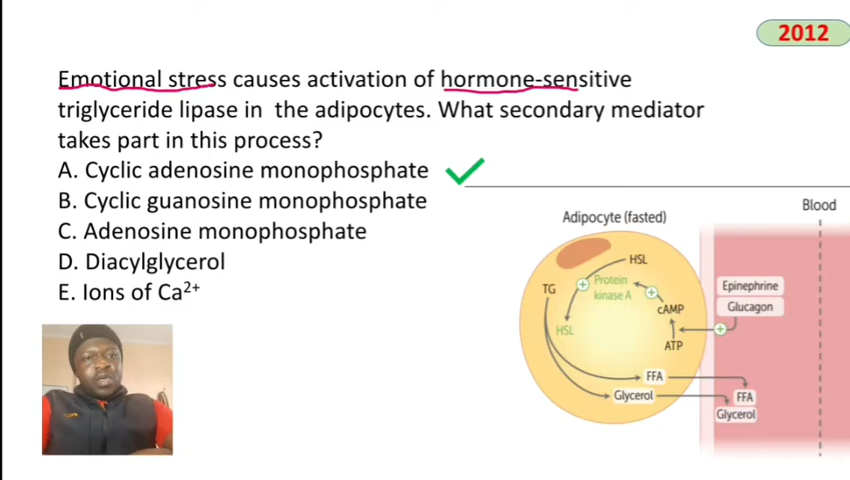 2012
Emotional stress causes activation of hormone-sensitive
triglyceride lipase in the adipocytes. What secondary mediator
takes part in this process?
A. Cyclic adenosine monophosphate
B. Cyclic guanosine monophosphate
C. Adenosine monophosphate
D. Diacylglycerol
E. Ions of Ca²⁺
Blood
Adipocyte (fasted)
HSL
TG
Protein
kinase A
Epinephrine
Glucagon
cAMP
HSL
ATP
FFA
Glycerol
FFA
Glycerol